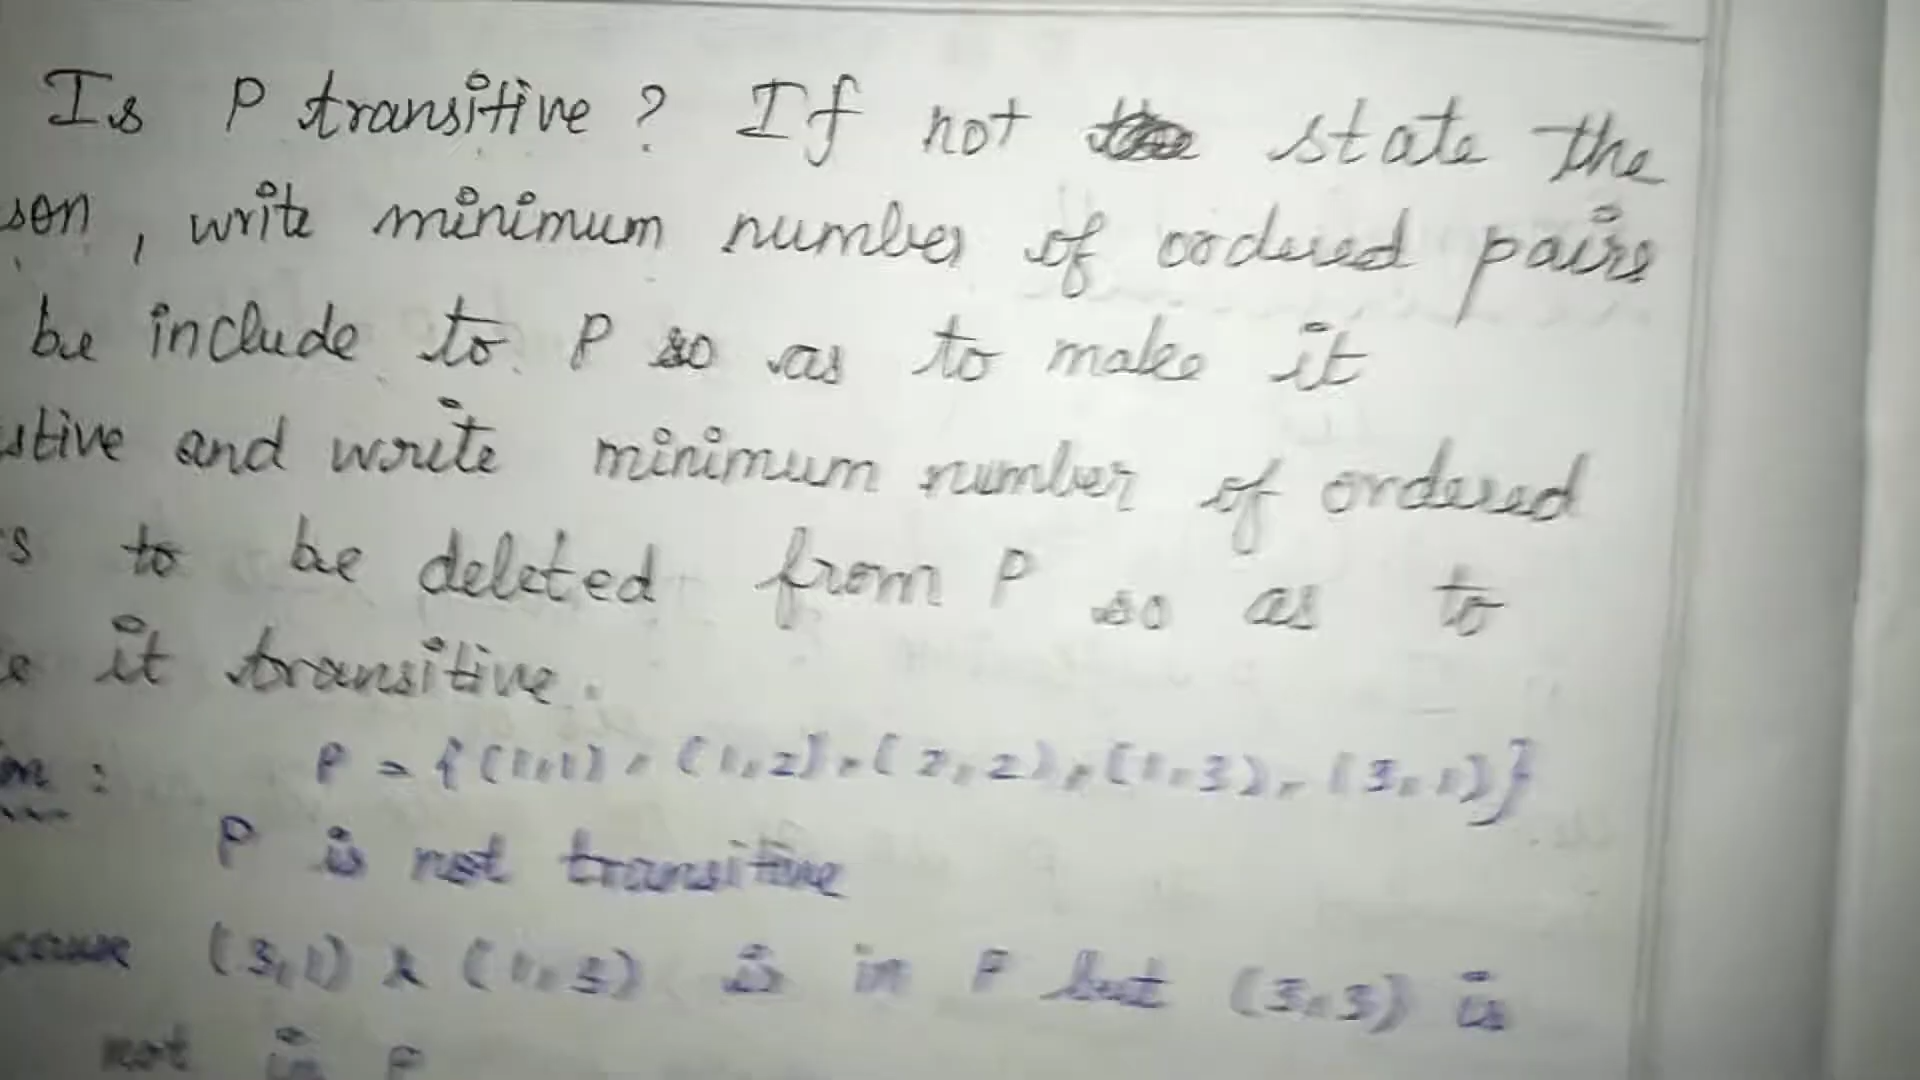 Is P transitive? If not state the
son, write minimum number of ordered pairs
be include to P so as to make it
stive and write minimum number of ordered
s to be deleted from P so as to
e it transitive.
on: P = {(1,1), (1,2), (2,2), (1,3), (3,1)}
P is not transitive
cause (3,1) & (1,3) is in P but (3,3) is
not in P